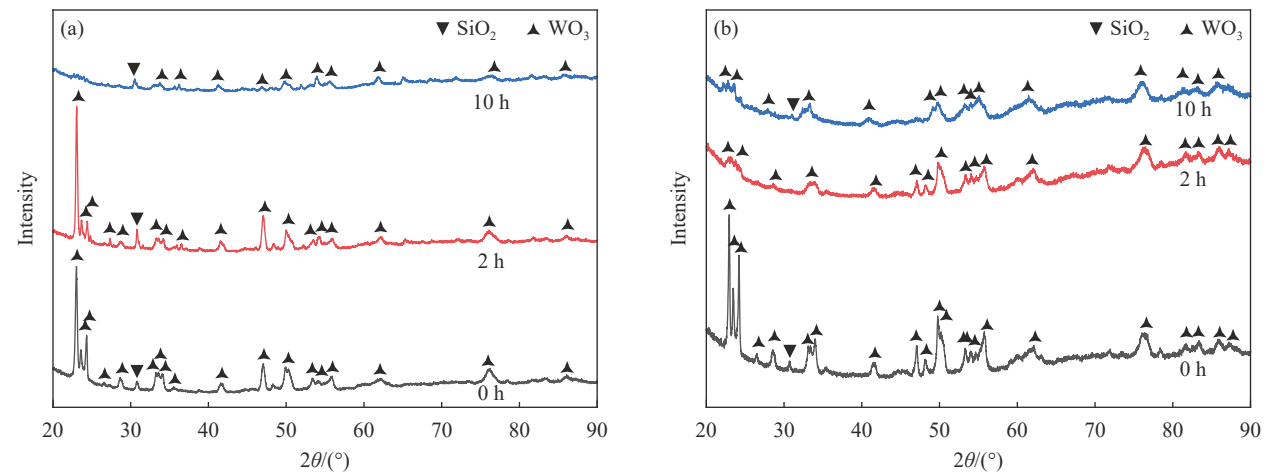 (a) ▼ SiO₂ ▲ WO₃
10 h
2 h
0 h
Intensity
20 30 40 50 60 70 80 90
2θ/(°)
(b) ▼ SiO₂ ▲ WO₃
10 h
2 h
0 h
Intensity
20 30 40 50 60 70 80 90
2θ/(°)